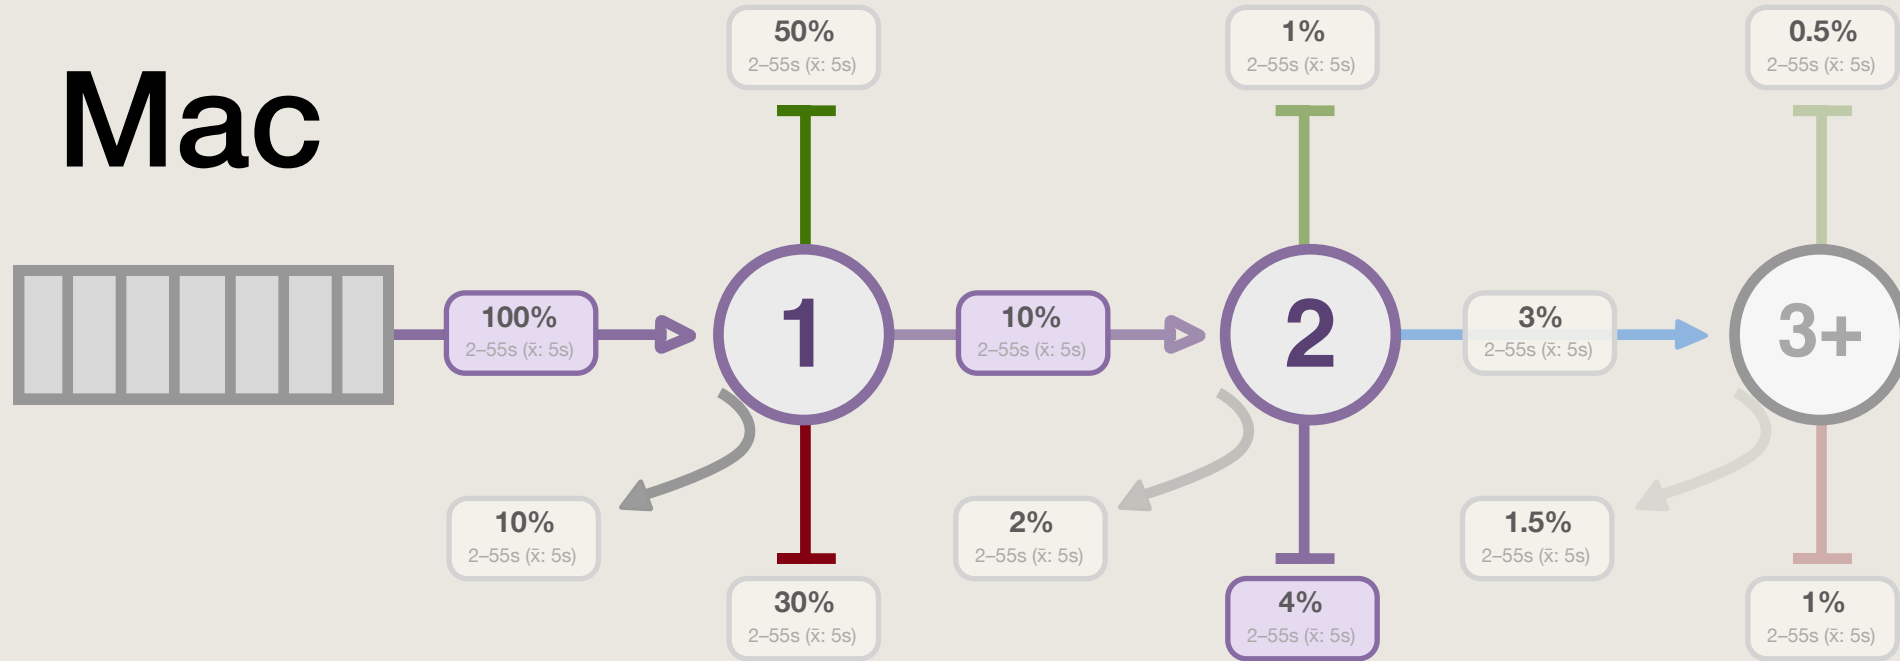 Mac
50%
2–55s (x̄: 5s)
1%
2–55s (x̄: 5s)
0.5%
2–55s (x̄: 5s)
100%
2–55s (x̄: 5s)
1
10%
2–55s (x̄: 5s)
2
3%
2–55s (x̄: 5s)
3+
10%
2–55s (x̄: 5s)
2%
2–55s (x̄: 5s)
1.5%
2–55s (x̄: 5s)
30%
2–55s (x̄: 5s)
4%
2–55s (x̄: 5s)
1%
2–55s (x̄: 5s)